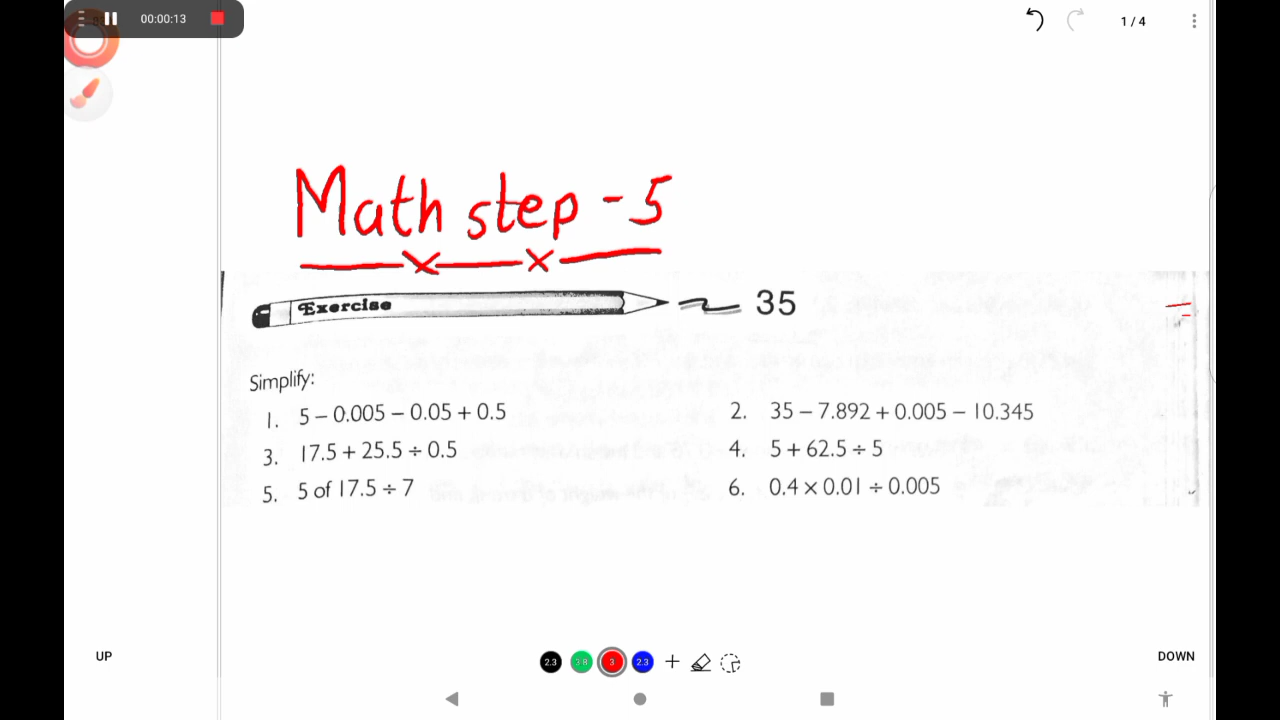 00:00:13
1 / 4
Math step - 5
Exercise 35
Simplify:
1. 5 – 0.005 – 0.05 + 0.5
2. 35 – 7.892 + 0.005 – 10.345
3. 17.5 + 25.5 ÷ 0.5
4. 5 + 62.5 ÷ 5
5. 5 of 17.5 ÷ 7
6. 0.4 × 0.01 ÷ 0.005
UP
2.3 3.8 3 2.3
DOWN